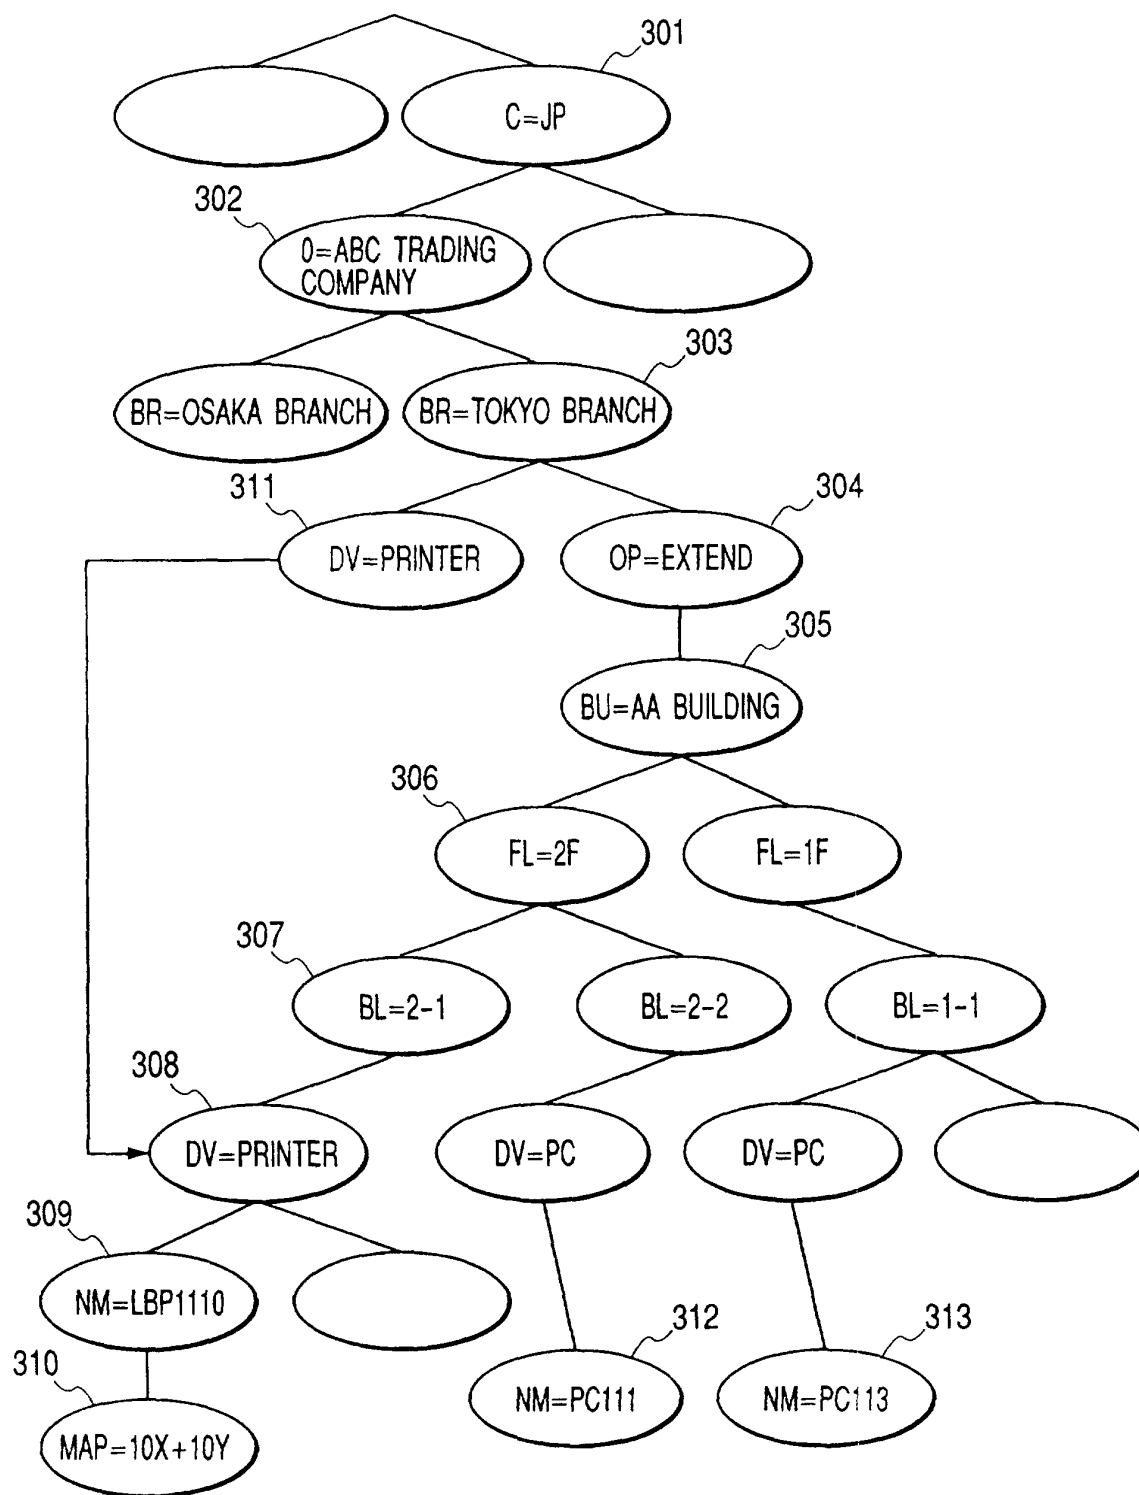 301
C=JP
302
0=ABC TRADING
COMPANY
303
BR=OSAKA BRANCH
BR=TOKYO BRANCH
311
304
DV=PRINTER
OP=EXTEND
305
BU=AA BUILDING
306
FL=2F
FL=1F
307
BL=2-1
BL=2-2
BL=1-1
308
DV=PRINTER
DV=PC
DV=PC
309
NM=LBP1110
312
313
310
NM=PC111
NM=PC113
MAP=10X+10Y